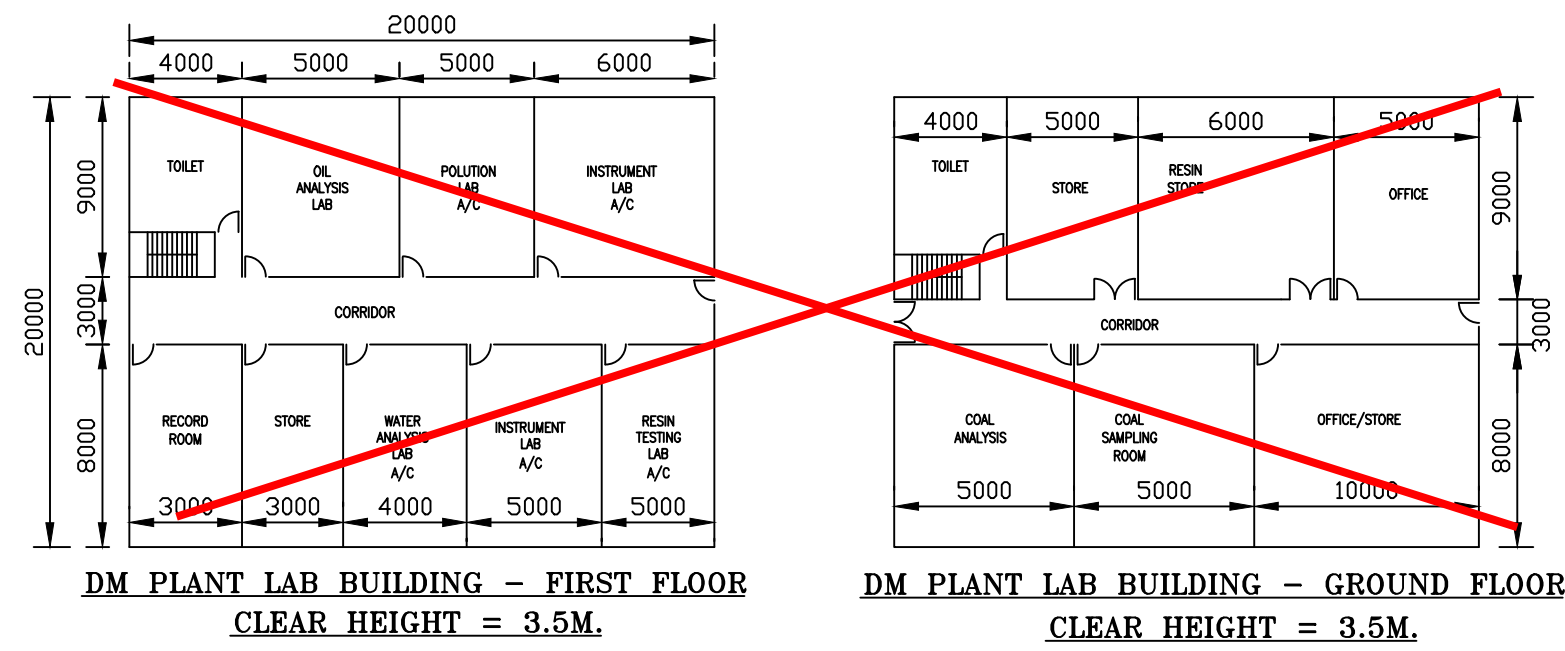 20000
4000 5000 5000 6000
TOILET
OIL
ANALYSIS
LAB
POLUTION
LAB
A/C
INSTRUMENT
LAB
A/C
9000
3000
20000
8000
CORRIDOR
RECORD
ROOM
STORE
WATER
ANALYSIS
LAB
A/C
INSTRUMENT
LAB
A/C
RESIN
TESTING
LAB
A/C
3000 3000 4000 5000 5000
DM PLANT LAB BUILDING - FIRST FLOOR
CLEAR HEIGHT = 3.5M.
4000 5000 6000 5000
TOILET
STORE
RESIN
STORE
OFFICE
9000
3000
8000
CORRIDOR
COAL
ANALYSIS
COAL
SAMPLING
ROOM
OFFICE/STORE
5000 5000 10000
DM PLANT LAB BUILDING - GROUND FLOOR
CLEAR HEIGHT = 3.5M.